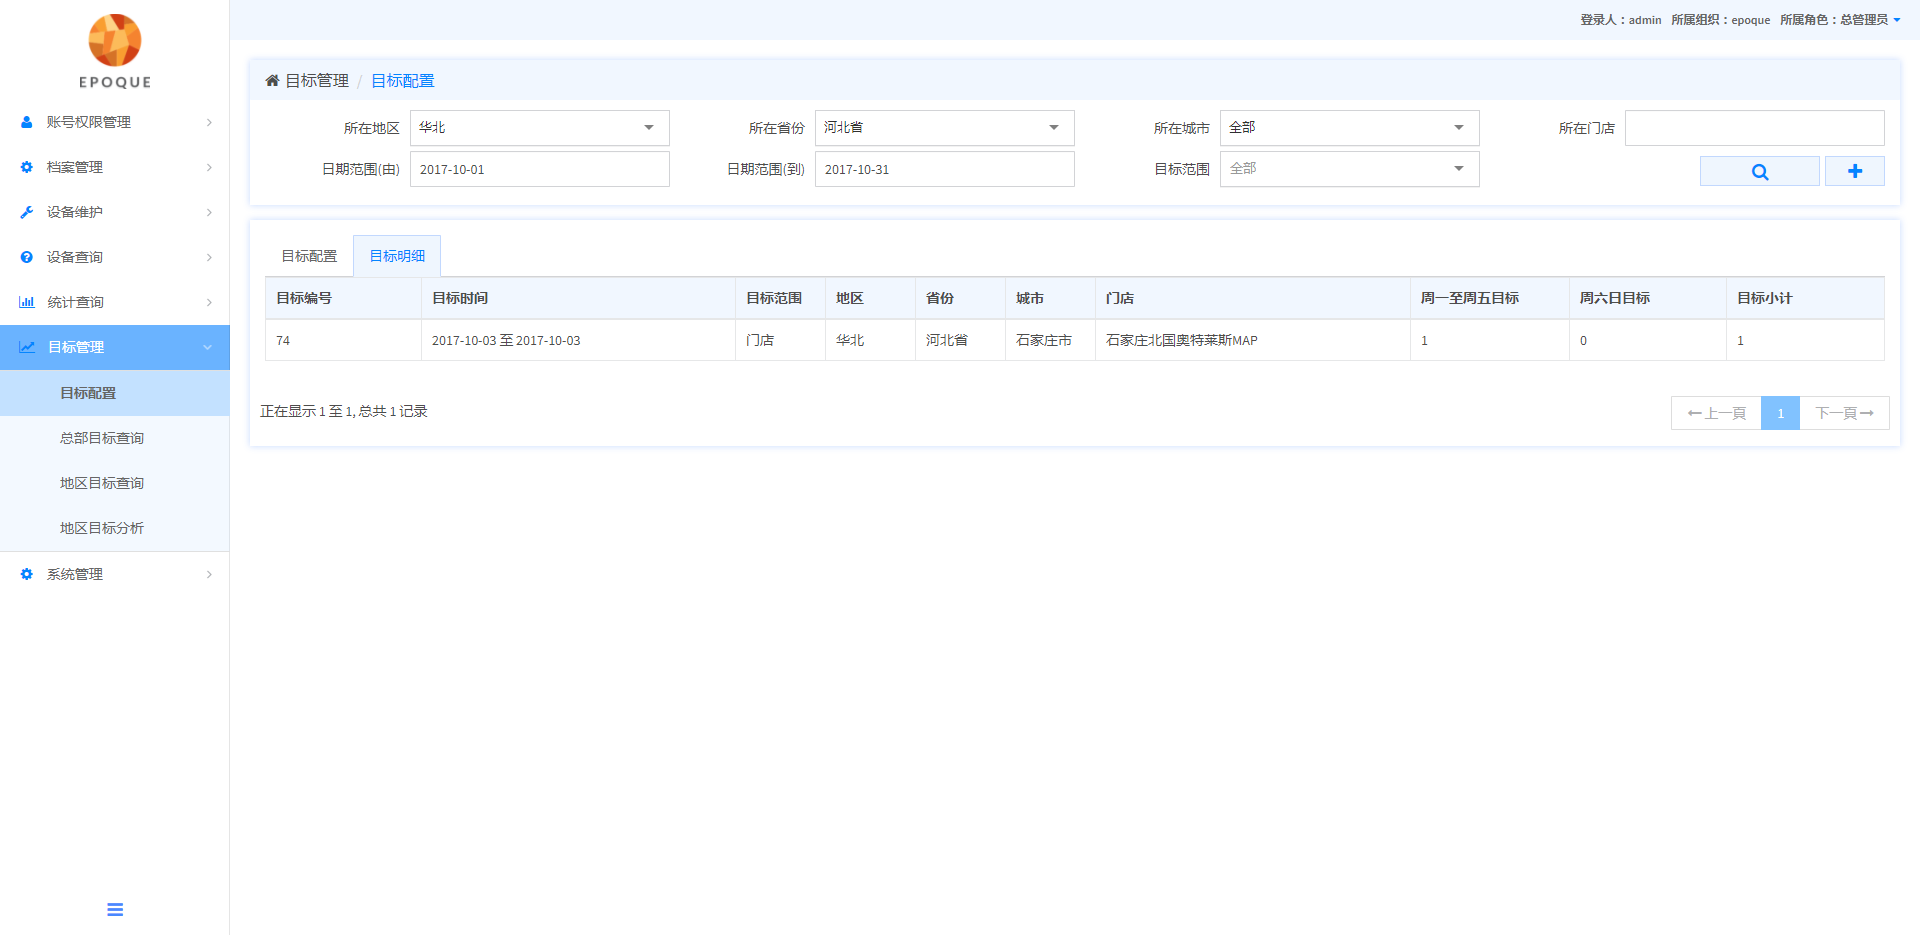 EPOQUE
账号权限管理
档案管理
设备维护
设备查询
统计查询
目标管理
目标配置
总部目标查询
地区目标查询
地区目标分析
系统管理
登录人：admin 所属组织：epoque 所属角色：总管理员
目标管理 / 目标配置
所在地区 华北 所在省份 河北省 所在城市 全部 所在门店
日期范围(由) 2017-10-01 日期范围(到) 2017-10-31 目标范围 全部
目标配置 目标明细
目标编号 目标时间 目标范围 地区 省份 城市 门店 周一至周五目标 周六日目标 目标小计
74 2017-10-03 至 2017-10-03 门店 华北 河北省 石家庄市 石家庄北国奥特莱斯MAP 1 0 1
正在显示 1 至 1, 总共 1 记录
←上一頁 1 下一頁→